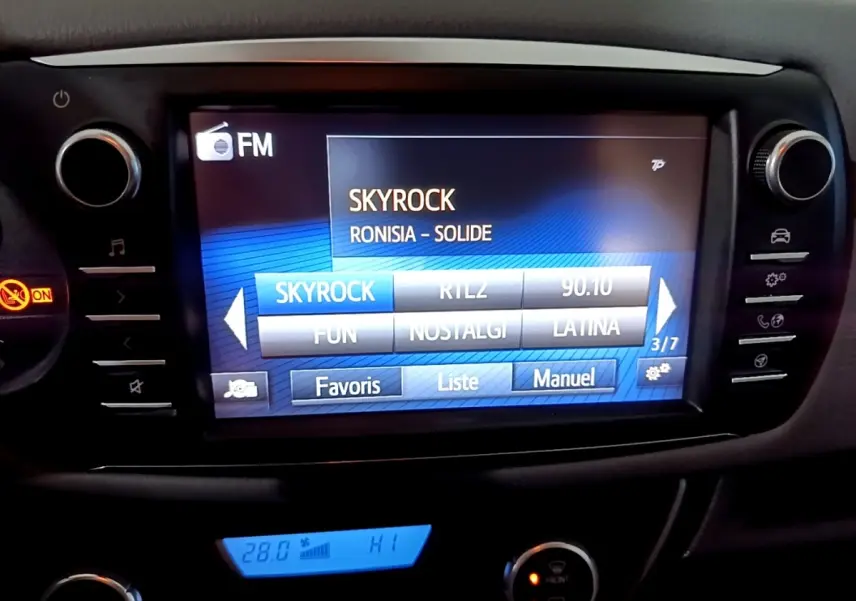 FM
SKYROCK
RONISIA - SOLIDE
SKYROCK RTL2 90.10
FUN NOSTALGI LATINA
3/7
Favoris Liste Manuel
ON
28.0 HI
FRONT